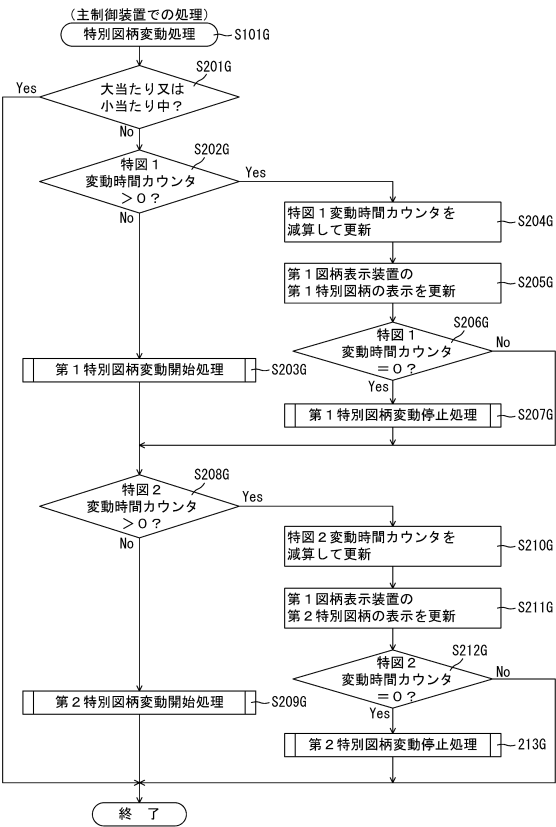 （主制御装置での処理）
特別図柄変動処理
S101G
S201G
Yes
大当たり又は
小当たり中？
No
S202G
特図１
変動時間カウンタ
＞０？
Yes
No
特図１変動時間カウンタを
減算して更新
S204G
第１図柄表示装置の
第１特別図柄の表示を更新
S205G
S206G
特図１
変動時間カウンタ
＝０？
No
Yes
第１特別図柄変動開始処理
S203G
第１特別図柄変動停止処理
S207G
S208G
特図２
変動時間カウンタ
＞０？
Yes
No
特図２変動時間カウンタを
減算して更新
S210G
第１図柄表示装置の
第２特別図柄の表示を更新
S211G
S212G
特図２
変動時間カウンタ
＝０？
No
Yes
第２特別図柄変動開始処理
S209G
第２特別図柄変動停止処理
213G
終　了